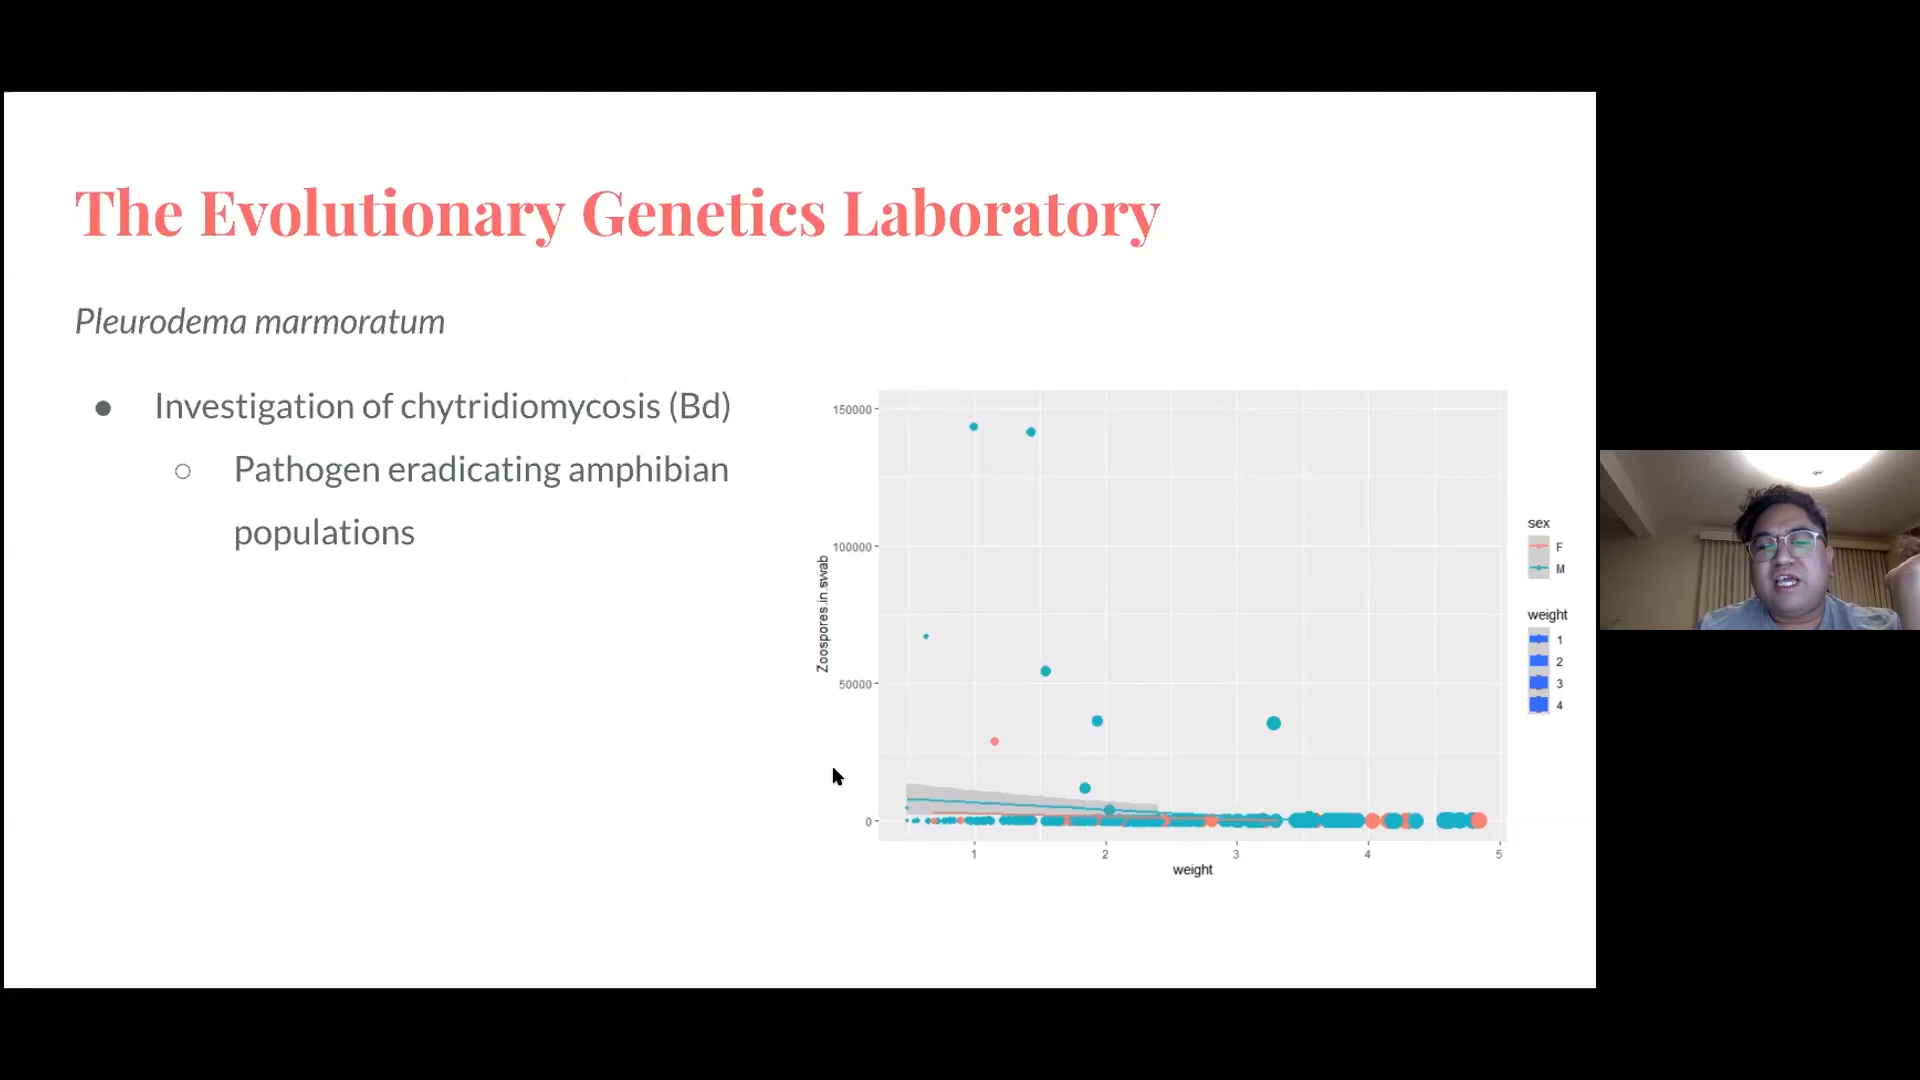 The Evolutionary Genetics Laboratory
Pleurodema marmoratum
● Investigation of chytridiomycosis (Bd)
○ Pathogen eradicating amphibian
populations
150000
100000
50000
0
Zoospores.in.swab
1 2 3 4 5
weight
sex
F
M
weight
1
2
3
4